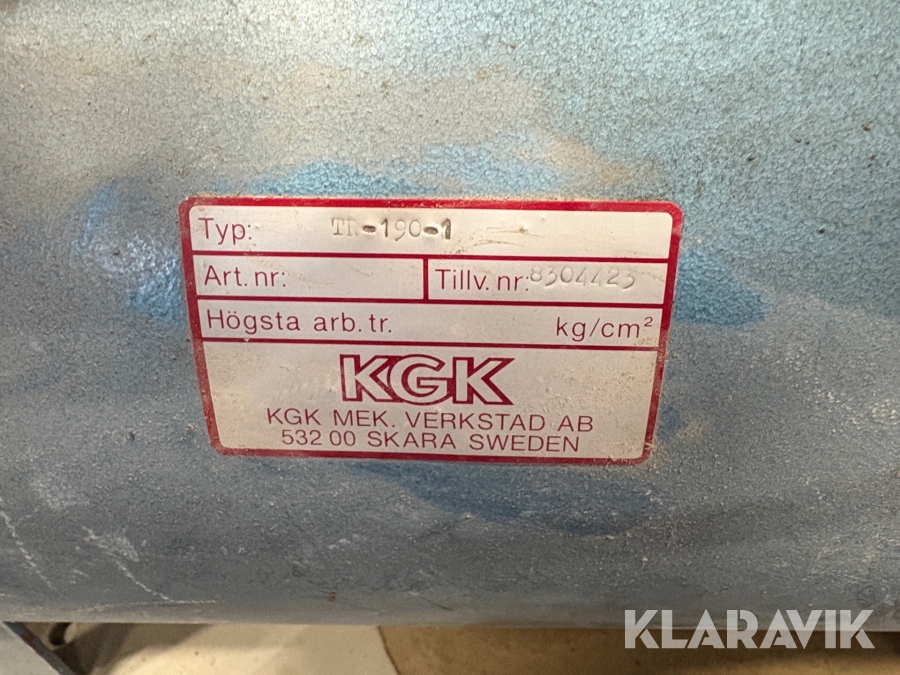 Typ: TR-190-1
Art.nr: Tillv.nr: 8304423
Högsta arb.tr. kg/cm²
KGK
KGK MEK. VERKSTAD AB
532 00 SKARA SWEDEN
KLARAVIK